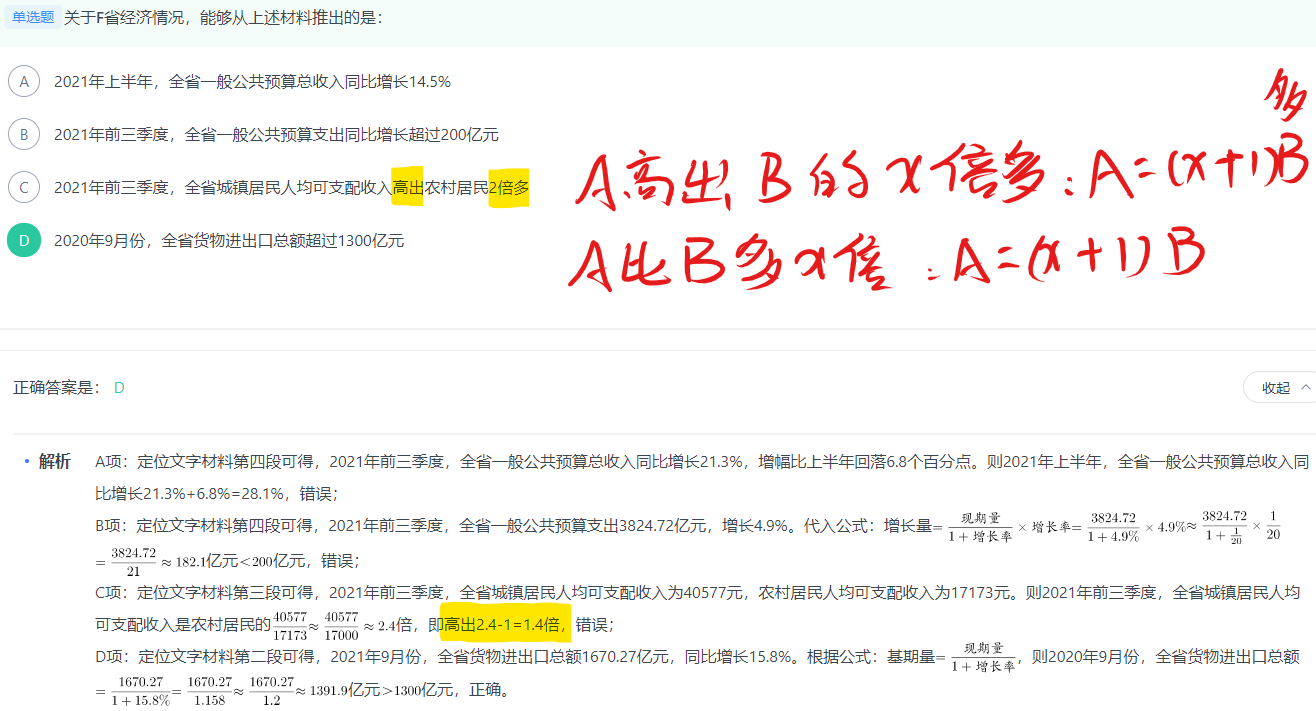 单选题 关于F省经济情况，能够从上述材料推出的是：
A 2021年上半年，全省一般公共预算总收入同比增长14.5%
B 2021年前三季度，全省一般公共预算支出同比增长超过200亿元
C 2021年前三季度，全省城镇居民人均可支配收入高出农村居民2倍多
D 2020年9月份，全省货物进出口总额超过1300亿元
多
A高出B的x倍多：A=(x+1)B
A比B多x倍：A=(x+1)B
正确答案是： D
收起
• 解析 A项：定位文字材料第四段可得，2021年前三季度，全省一般公共预算总收入同比增长21.3%，增幅比上半年回落6.8个百分点。则2021年上半年，全省一般公共预算总收入同
比增长21.3%+6.8%=28.1%，错误；
B项：定位文字材料第四段可得，2021年前三季度，全省一般公共预算支出3824.72亿元，增长4.9%。代入公式：增长量=现期量/(1+增长率)×增长率=3824.72/(1+4.9%)×4.9%≈3824.72/(1+1/20)×1/20
=3824.72/21≈182.1亿元<200亿元，错误；
C项：定位文字材料第三段可得，2021年前三季度，全省城镇居民人均可支配收入为40577元，农村居民人均可支配收入为17173元。则2021年前三季度，全省城镇居民人均
可支配收入是农村居民的40577/17173≈40577/17000≈2.4倍，即高出2.4-1=1.4倍，错误；
D项：定位文字材料第二段可得，2021年9月份，全省货物进出口总额1670.27亿元，同比增长15.8%。根据公式：基期量=现期量/(1+增长率)，则2020年9月份，全省货物进出口总额
=1670.27/(1+15.8%)=1670.27/1.158≈1670.27/1.2≈1391.9亿元>1300亿元，正确。